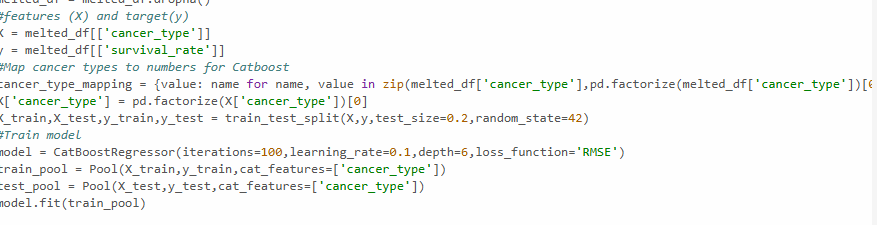 melted_df = melted_df.dropna()
#features (X) and target(y)
X = melted_df[['cancer_type']]
y = melted_df[['survival_rate']]
#Map cancer types to numbers for Catboost
cancer_type_mapping = {value: name for name, value in zip(melted_df['cancer_type'],pd.factorize(melted_df['cancer_type'])[0
X['cancer_type'] = pd.factorize(X['cancer_type'])[0]
X_train,X_test,y_train,y_test = train_test_split(X,y,test_size=0.2,random_state=42)
#Train model
model = CatBoostRegressor(iterations=100,learning_rate=0.1,depth=6,loss_function='RMSE')
train_pool = Pool(X_train,y_train,cat_features=['cancer_type'])
test_pool = Pool(X_test,y_test,cat_features=['cancer_type'])
model.fit(train_pool)